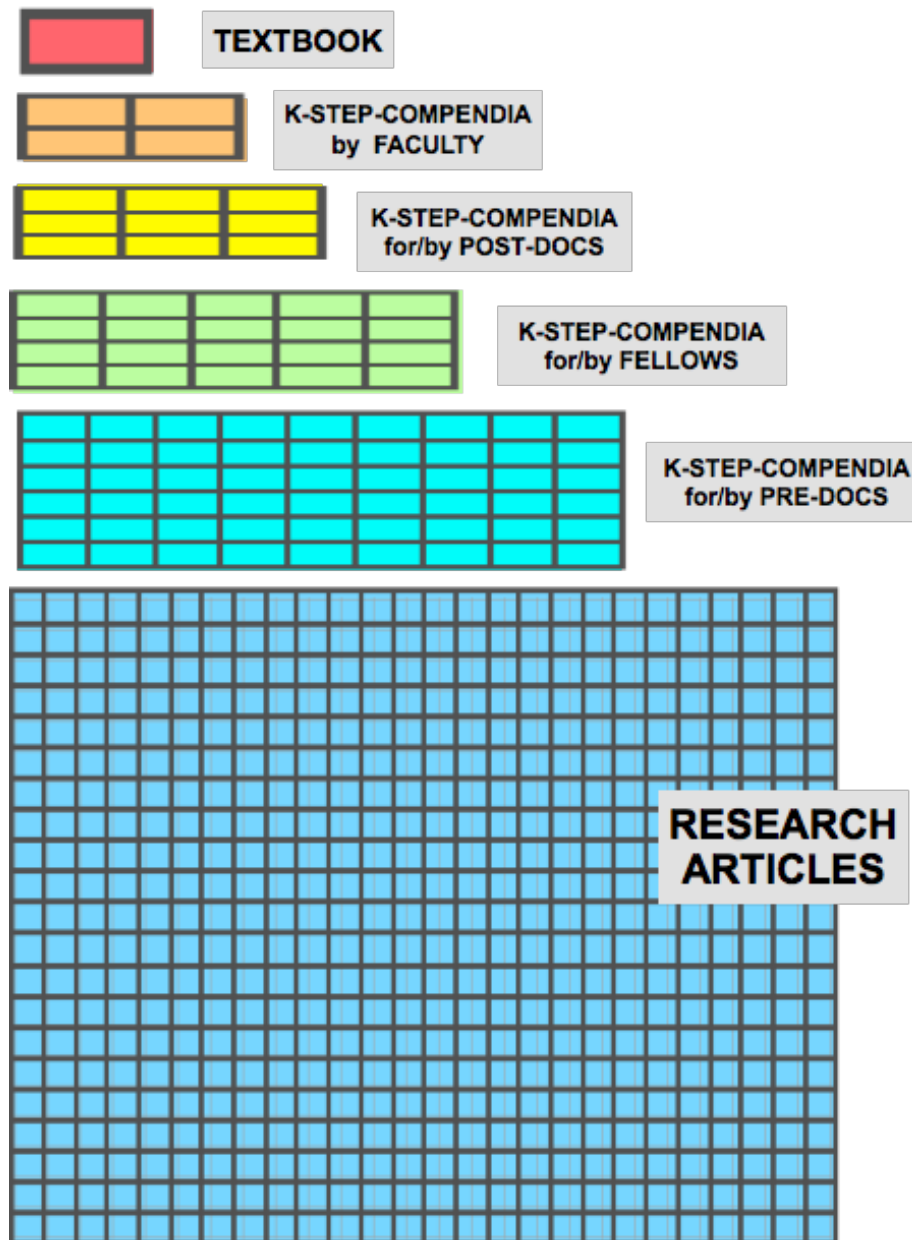 TEXTBOOK
K-STEP-COMPENDIA
by FACULTY
K-STEP-COMPENDIA
for/by POST-DOCS
K-STEP-COMPENDIA
for/by FELLOWS
K-STEP-COMPENDIA
for/by PRE-DOCS
RESEARCH
ARTICLES